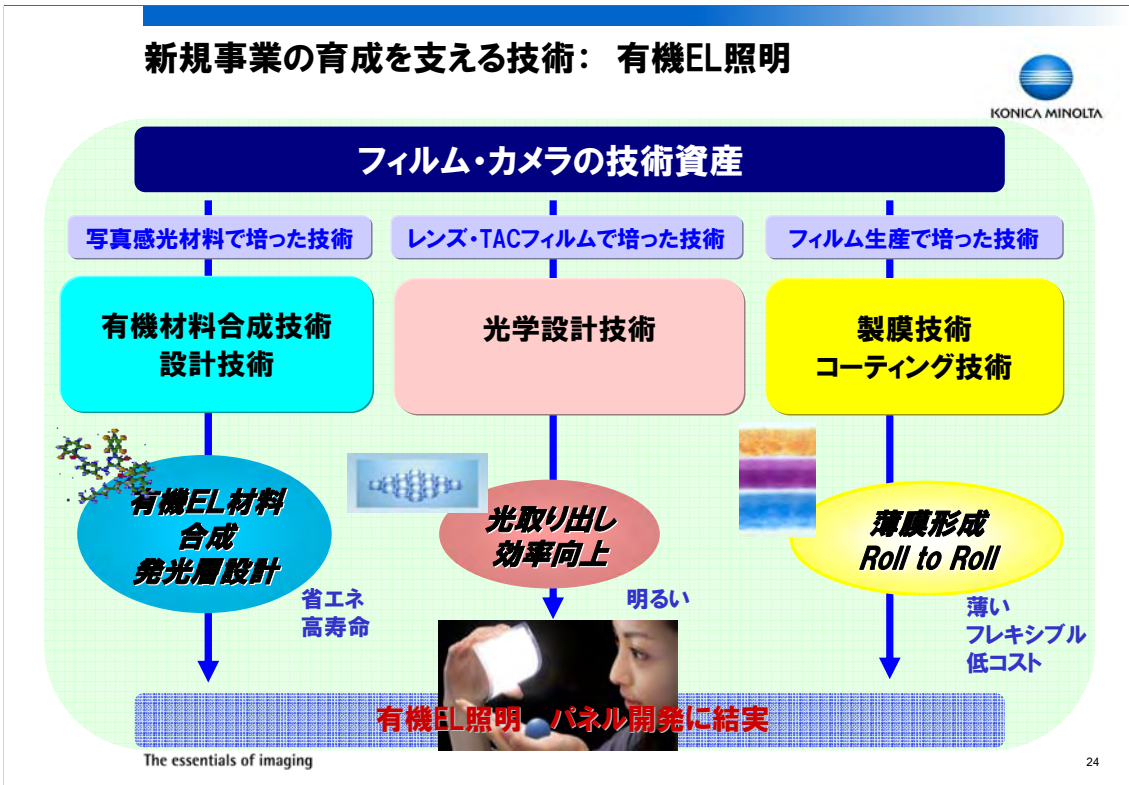 新規事業の育成を支える技術： 有機EL照明
KONICA MINOLTA
フィルム・カメラの技術資産
写真感光材料で培った技術
レンズ・TACフィルムで培った技術
フィルム生産で培った技術
有機材料合成技術
設計技術
光学設計技術
製膜技術
コーティング技術
有機EL材料
合成
発光層設計
光取り出し
効率向上
薄膜形成
Roll to Roll
省エネ
高寿命
明るい
薄い
フレキシブル
低コスト
有機EL照明 パネル開発に結実
The essentials of imaging
24